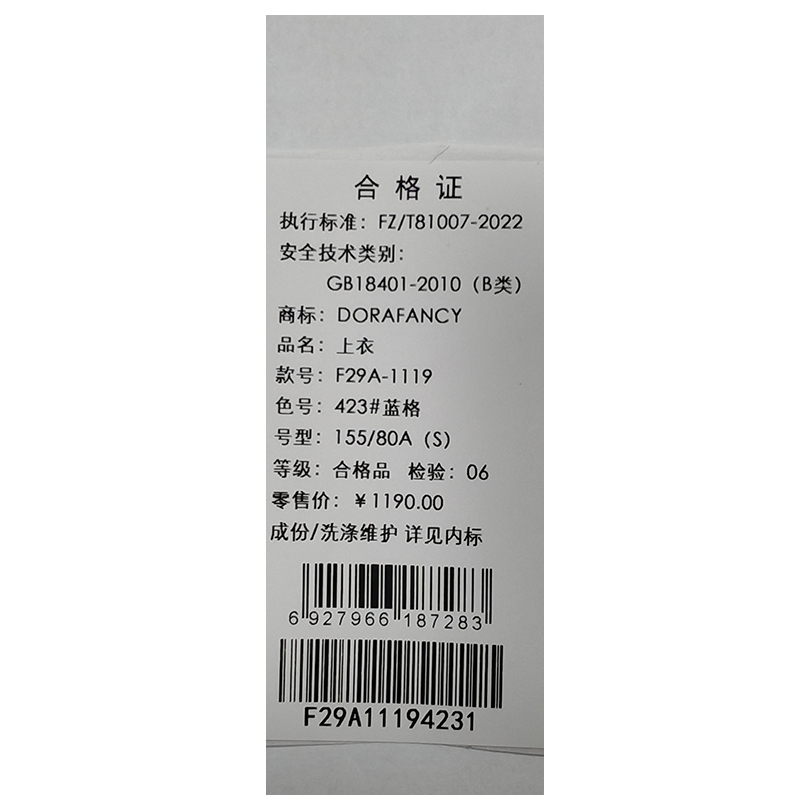 合格证
执行标准：FZ/T81007-2022
安全技术类别：
GB18401-2010（B类）
商标：DORAFANCY
品名：上衣
款号：F29A-1119
色号：423#蓝格
号型：155/80A（S）
等级：合格品 检验：06
零售价：￥1190.00
成份/洗涤维护 详见内标
6 927966 187283
F29A11194231